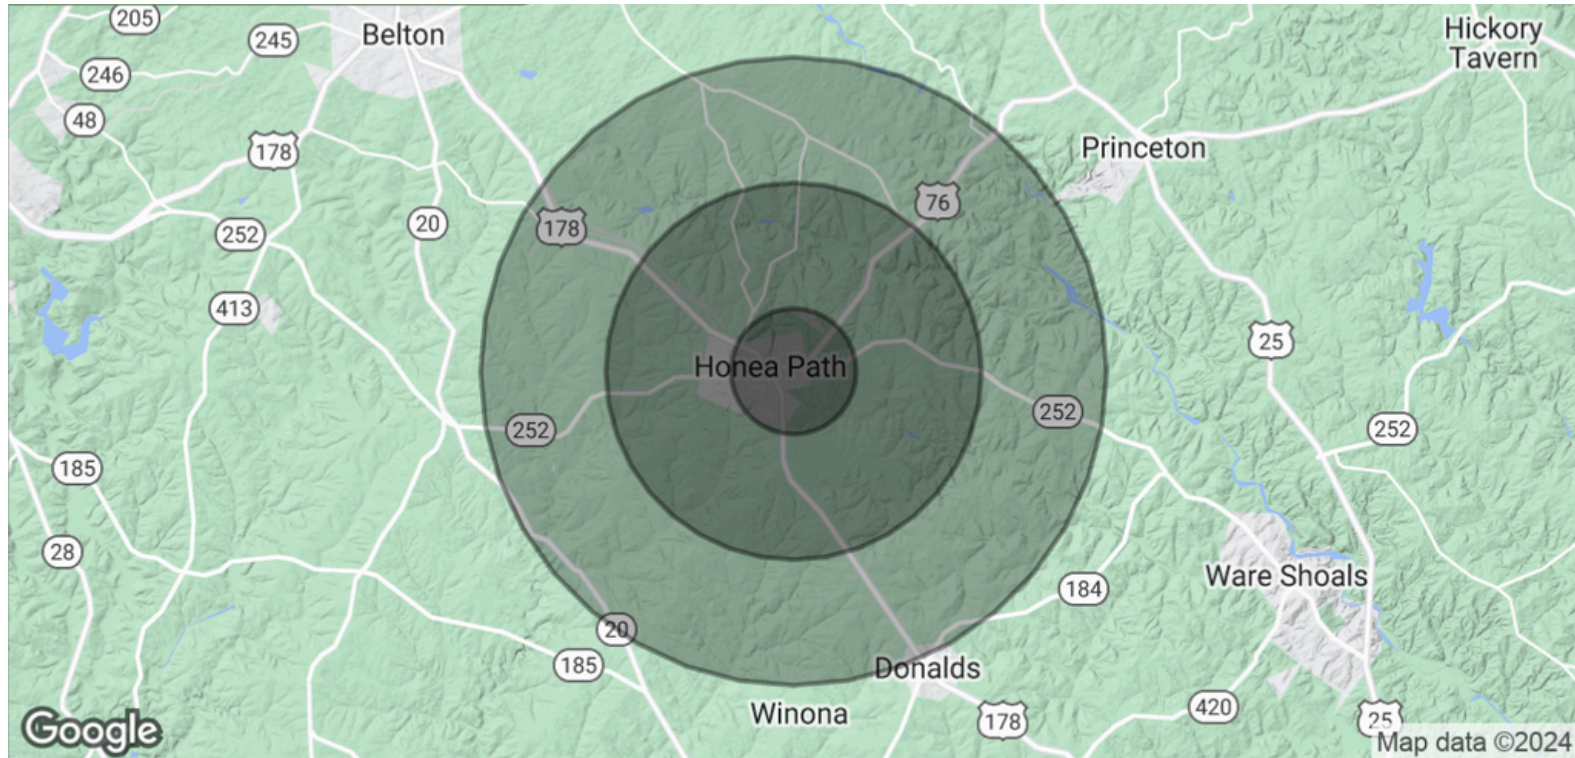 205
Belton
Hickory
Tavern
245
246
48
178
Princeton
76
20
178
252
413
25
Honea Path
252
252
252
185
28
Ware Shoals
184
20
185
Donalds
Winona
178
420
25
Google
Map data ©2024